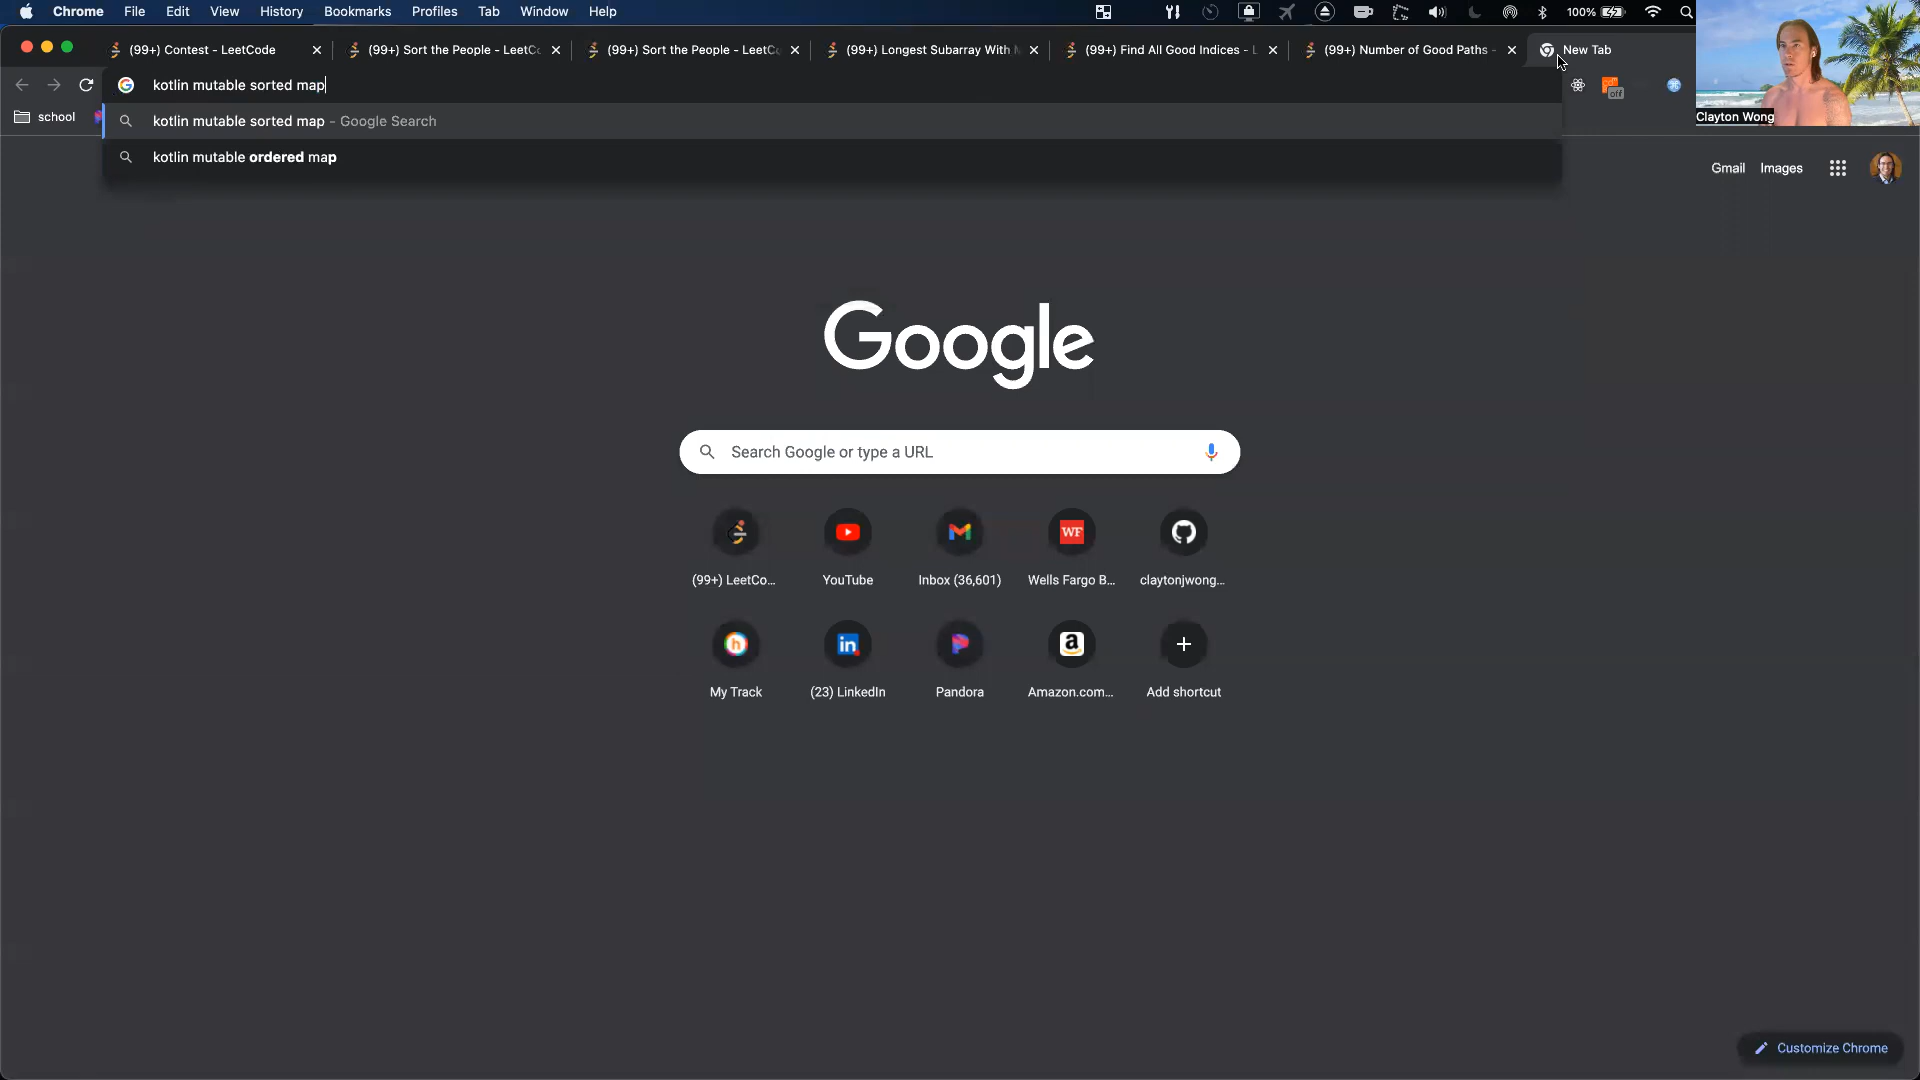 Chrome File Edit View History Bookmarks Profiles Tab Window Help 100%
(99+) Contest - LeetCode (99+) Sort the People - LeetC (99+) Sort the People - LeetC (99+) Longest Subarray With (99+) Find All Good Indices - L (99+) Number of Good Paths - New Tab
kotlin mutable sorted map
off
school
kotlin mutable sorted map - Google Search
Clayton Wong
kotlin mutable ordered map
Gmail Images
Google
Search Google or type a URL
WF
(99+) LeetCo... YouTube Inbox (36,601) Wells Fargo B... claytonjwong...
h in a
My Track (23) LinkedIn Pandora Amazon.com... Add shortcut
Customize Chrome